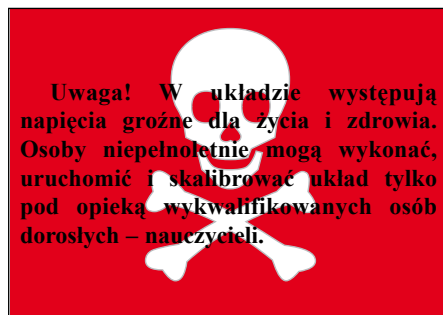 Uwaga! W układzie występują
napięcia groźne dla życia i zdrowia.
Osoby niepełnoletnie mogą wykonać,
uruchomić i skalibrować układ tylko
pod opieką wykwalifikowanych osób
dorosłych – nauczycieli.